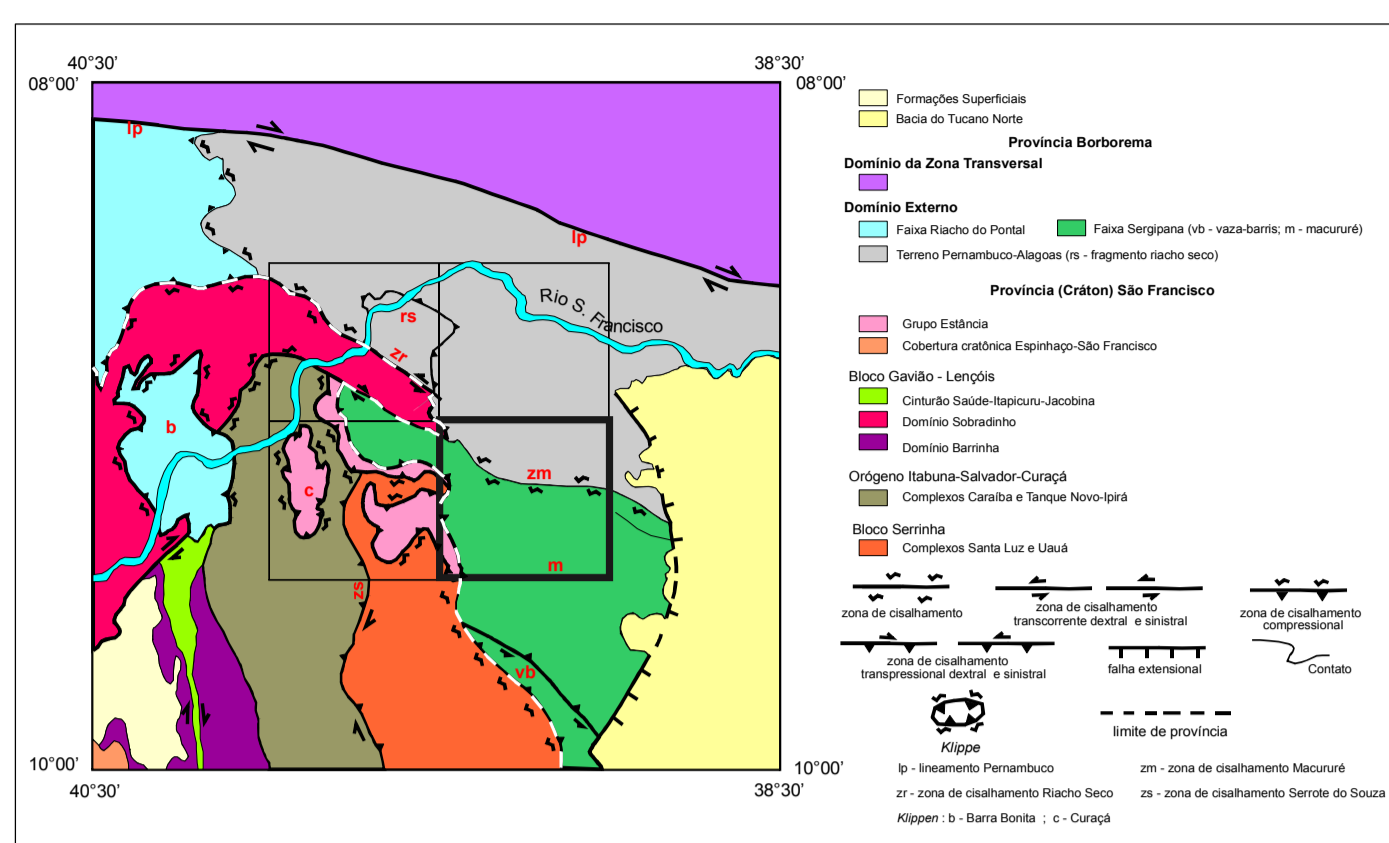 40°30’
38°30’
08°00’
08°00’
lp
lp
Rio S. Francisco
rs
zr
b
c
zm
m
zs
vb
10°00’
10°00’
40°30’
38°30’
Formações Superficiais
Bacia do Tucano Norte
Província Borborema
Domínio da Zona Transversal
Domínio Externo
Faixa Riacho do Pontal
Faixa Sergipana (vb - vaza-barris; m - macururé)
Terreno Pernambuco-Alagoas (rs - fragmento riacho seco)
Província (Cráton) São Francisco
Grupo Estância
Cobertura cratônica Espinhaço-São Francisco
Bloco Gavião - Lençóis
Cinturão Saúde-Itapicuru-Jacobina
Domínio Sobradinho
Domínio Barrinha
Orógeno Itabuna-Salvador-Curaçá
Complexos Caraíba e Tanque Novo-Ipirá
Bloco Serrinha
Complexos Santa Luz e Uauá
zona de cisalhamento
zona de cisalhamento
transcorrente dextral e sinistral
zona de cisalhamento
compressional
zona de cisalhamento
transpressional dextral e sinistral
falha extensional
Contato
Klippe
limite de província
lp - lineamento Pernambuco
zm - zona de cisalhamento Macururé
zr - zona de cisalhamento Riacho Seco
zs - zona de cisalhamento Serrote do Souza
Klippen : b - Barra Bonita ; c - Curaçá